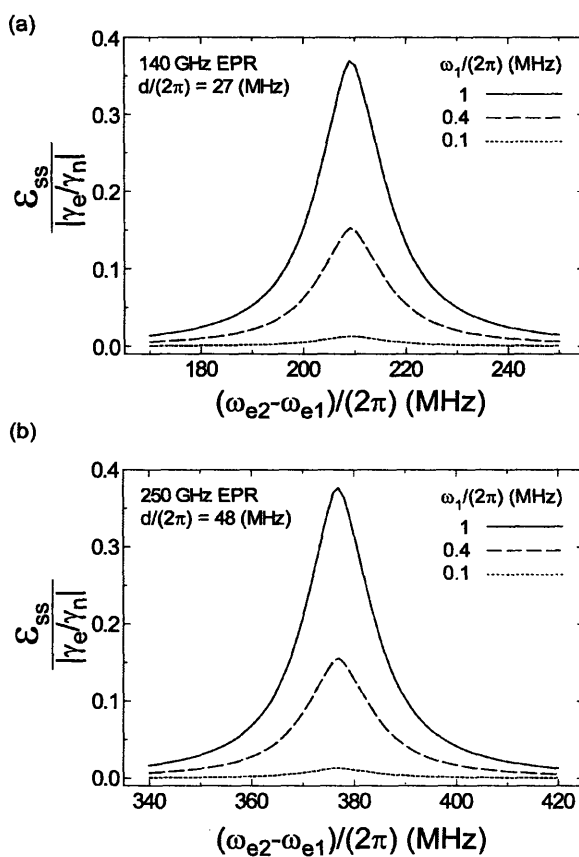 (a)
140 GHz EPR
d/(2π) = 27 (MHz)
ω₁/(2π) (MHz)
1
0.4
0.1
0.4
0.3
0.2
0.1
0.0
εss
|γe/γn|
180 200 220 240
(ωe2-ωe1)/(2π) (MHz)
(b)
250 GHz EPR
d/(2π) = 48 (MHz)
ω₁/(2π) (MHz)
1
0.4
0.1
0.4
0.3
0.2
0.1
0.0
εss
|γe/γn|
340 360 380 400 420
(ωe2-ωe1)/(2π) (MHz)